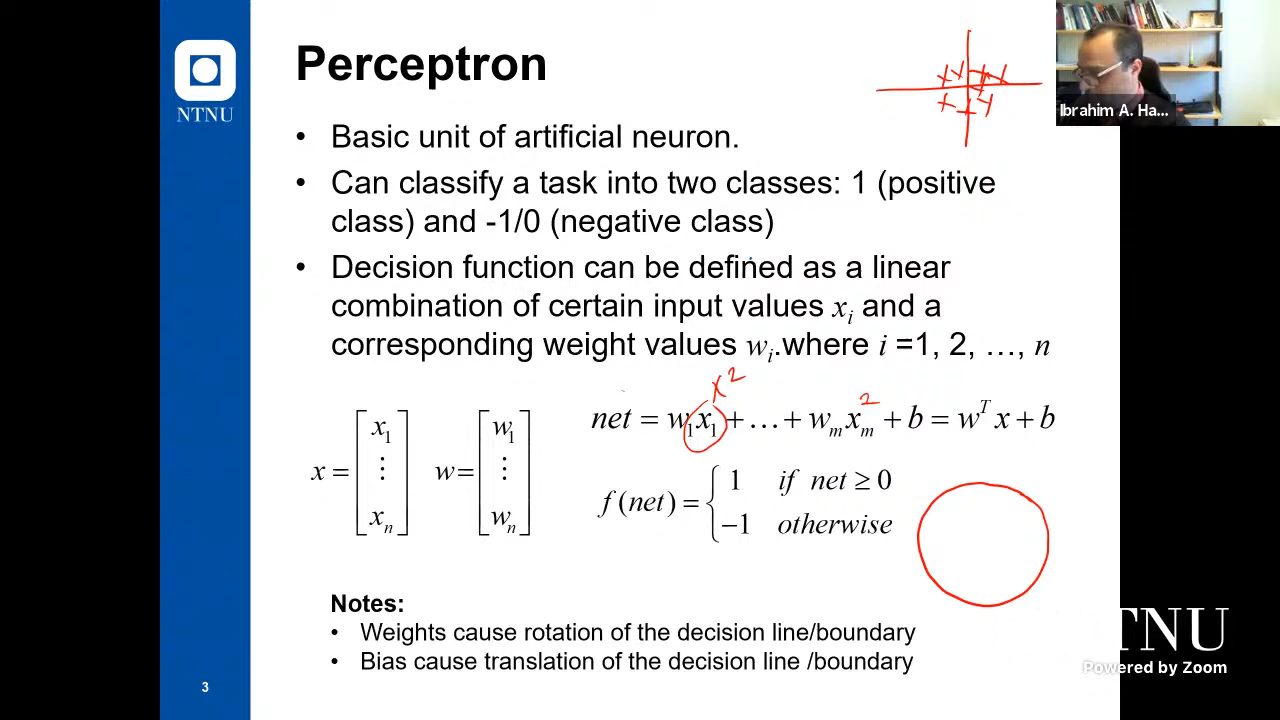 Perceptron
NTNU
Ibrahim A. Ha...
• Basic unit of artificial neuron.
• Can classify a task into two classes: 1 (positive
class) and -1/0 (negative class)
• Decision function can be defined as a linear
combination of certain input values xᵢ and a
corresponding weight values wᵢ.where i =1, 2, …, n
x²
net = w₁x₁ + … + wₘxₘ² + b = wᵀx + b
x = [x₁ ⋮ xₙ] w = [w₁ ⋮ wₙ]
f(net) = { 1 if net ≥ 0
−1 otherwise
Notes:
• Weights cause rotation of the decision line/boundary
• Bias cause translation of the decision line /boundary
NTNU
Powered by Zoom
3